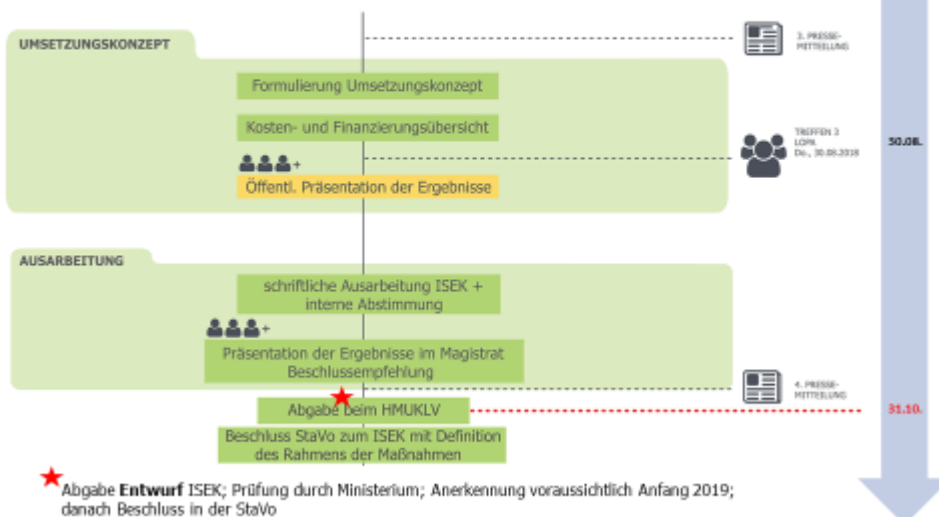 3. PRESSE-
MITTEILUNG
UMSETZUNGSKONZEPT
Formulierung Umsetzungskonzept
Kosten- und Finanzierungsübersicht
+
TREFFEN 3
LOPA
Do., 30.08.2018
30.08.
Öffentl. Präsentation der Ergebnisse
AUSARBEITUNG
schriftliche Ausarbeitung ISEK +
interne Abstimmung
+
Präsentation der Ergebnisse im Magistrat
Beschlussempfehlung
4. PRESSE-
MITTEILUNG
Abgabe beim HMUKLV
31.10.
Beschluss StaVo zum ISEK mit Definition
des Rahmens der Maßnahmen
Abgabe Entwurf ISEK; Prüfung durch Ministerium; Anerkennung voraussichtlich Anfang 2019;
danach Beschluss in der StaVo